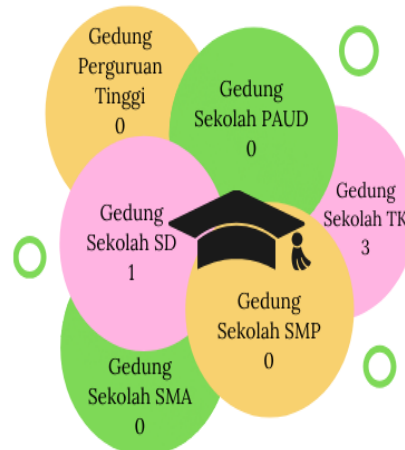 Gedung
Perguruan
Tinggi
0
Gedung
Sekolah PAUD
0
Gedung
Sekolah TK
3
Gedung
Sekolah SD
1
Gedung
Sekolah SMP
0
Gedung
Sekolah SMA
0